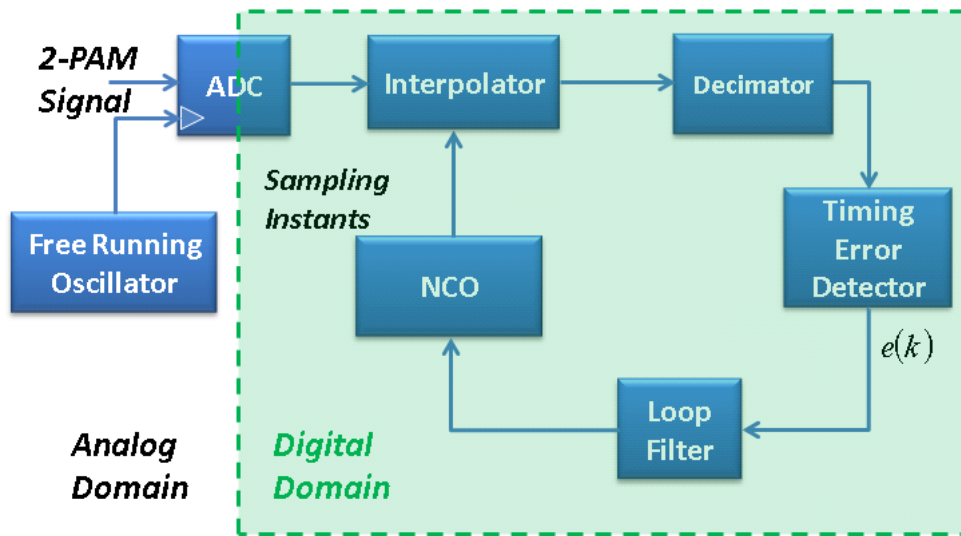 2-PAM
Signal
ADC
Interpolator
Decimator
Sampling
Instants
Free Running
Oscillator
NCO
Timing
Error
Detector
e(k)
Loop
Filter
Analog
Domain
Digital
Domain